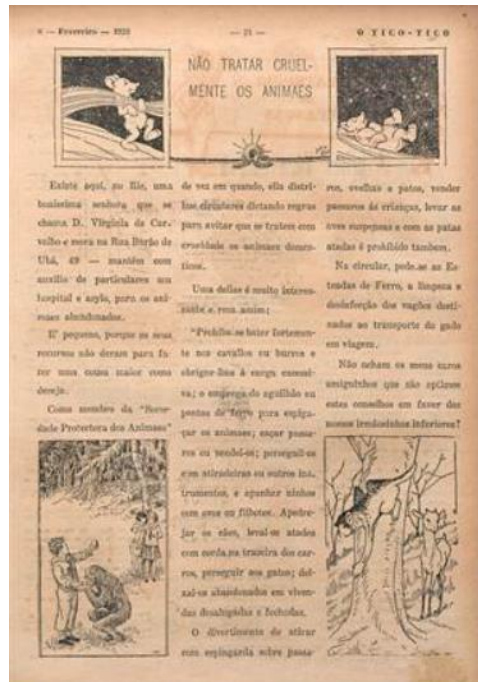 — Fevereiro —
— 21 —
O TICO-TICO
NÃO TRATAR CRUEL-
MENTE OS ANIMAES
Existe aqui, no Rio, uma
bonissima senhora que se
chama D. Virginia de Car-
valho e mora na Rua Barão de
Ubá, 49 — mantém com
auxilio de particulares um
hospital e asylo, para os ani-
maes abandonados.
E' pequeno, porque os seus
recursos não deram para fa-
zer uma cousa maior como
deseja.
Como membro da "Socie-
dade Protectora dos Animaes"
de vez em quando, ella distri-
bue circulares dictando regras
para evitar que se tratem com
crueldade os animaes domes-
ticos.
Uma dellas é muito interes-
sante e resa assim:
"Prohibe-se bater fortemen-
te nos cavallos ou burros e
obrigar-lhes á carga excessi-
va; o emprego do aguilhão ou
pontas de ferro para espica-
çar os animaes; caçar passa-
ros ou vendel-os; perseguil-os
com atiradeiras ou outros ins-
trumentos, e apanhar ninhos
com ovos ou filhotes. Apedre-
jar os cães, leval-os atados
com corda na trazeira dos car-
ros, perseguir aos gatos; dei-
xal-os abandonados em viven-
das deshabitadas e fechadas.
O divertimento de atirar
com espingarda sobre passa-
ros, ovelhas e patos, vender
passaros ás crianças, levar as
aves suspensas e com as patas
atadas é prohibido tambem.
Na circular, pede-se as Es-
tradas de Ferro, a limpeza e
desinfecção dos vagões desti-
nados ao transporte do gado
em viagem.
Não acham os meus caros
amiguinhos que são optimos
estes conselhos em favor dos
nossos irmãosinhos inferiores?